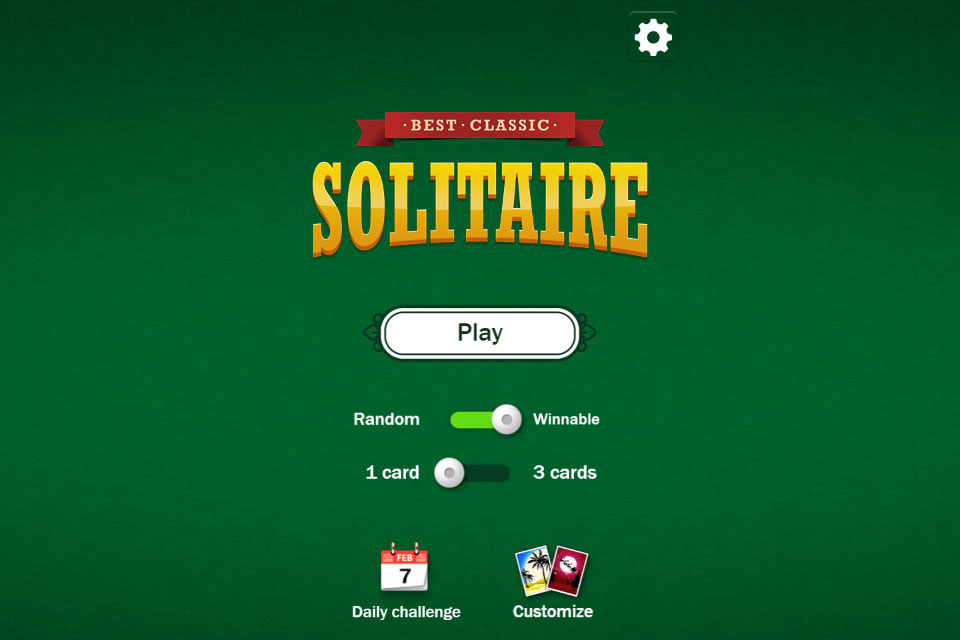 ·BEST·CLASSIC·
SOLITAIRE
Play
Random Winnable
1 card 3 cards
FEB
7
Daily challenge Customize